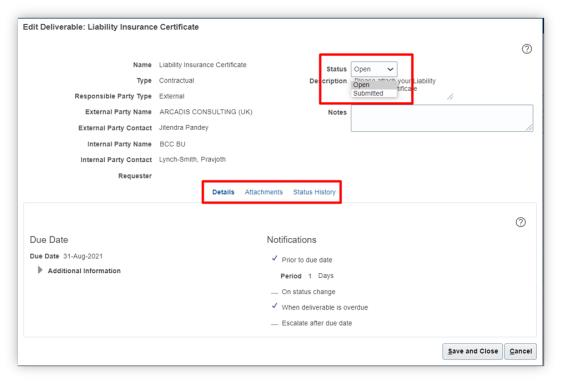 Edit Deliverable: Liability Insurance Certificate
Name Liability Insurance Certificate
Type Contractual
Responsible Party Type External
External Party Name ARCADIS CONSULTING (UK)
External Party Contact Jitendra Pandey
Internal Party Name BCC BU
Internal Party Contact Lynch-Smith, Pravjoth
Requester
Status Open
Open
Submitted
Description Please attach your Liability
Notes
Details Attachments Status History
Due Date
Due Date 31-Aug-2021
Additional Information
Notifications
Prior to due date
Period 1 Days
On status change
When deliverable is overdue
Escalate after due date
Save and Close Cancel